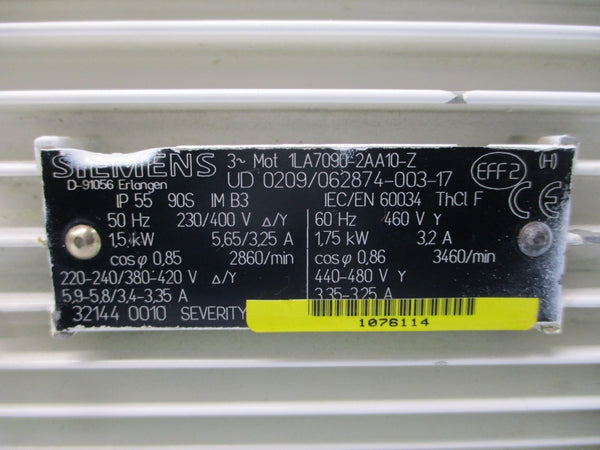 SIEMENS 3~ Mot 1LA7090-2AA10-Z EFF2 (H)
D-91056 Erlangen UD 0209/062874-003-17
IP 55 90S IM B3 IEC/EN 60034 ThCl F CE
50 Hz 230/400 V △/Y 60 Hz 460 V Y
1,5 kW 5,65/3,25 A 1,75 kW 3,2 A
cosφ 0,85 2860/min cosφ 0,86 3460/min
220-240/380-420 V △/Y 440-480 V Y
5,9-5,8/3,4-3,35 A 3,35-3,25 A
32144 0010 SEVERITY
1076114